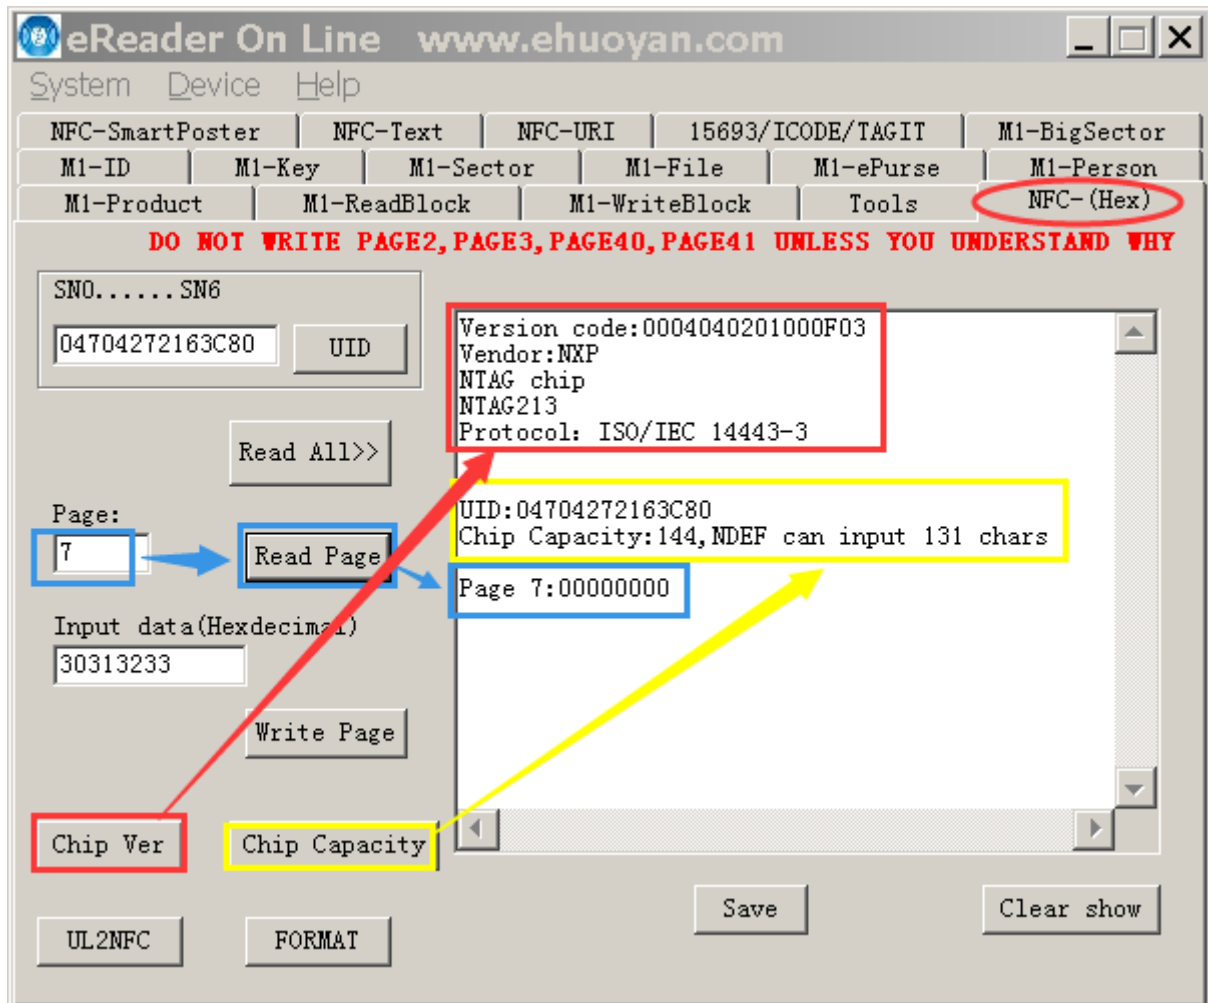 eReader On Line www.ehuoyan.com
System Device Help
NFC-SmartPoster NFC-Text NFC-URI 15693/ICODE/TAGIT M1-BigSector
M1-ID M1-Key M1-Sector M1-File M1-ePurse M1-Person
M1-Product M1-ReadBlock M1-WriteBlock Tools NFC-(Hex)
DO NOT WRITE PAGE2,PAGE3,PAGE40,PAGE41 UNLESS YOU UNDERSTAND WHY
SN0......SN6
04704272163C80 UID
Read All>>
Page:
7 Read Page
Input data(Hexdecimal)
30313233
Write Page
Chip Ver Chip Capacity
UL2NFC FORMAT
Version code:0004040201000F03
Vendor:NXP
NTAG chip
NTAG213
Protocol: ISO/IEC 14443-3
UID:04704272163C80
Chip Capacity:144,NDEF can input 131 chars
Page 7:00000000
Save Clear show